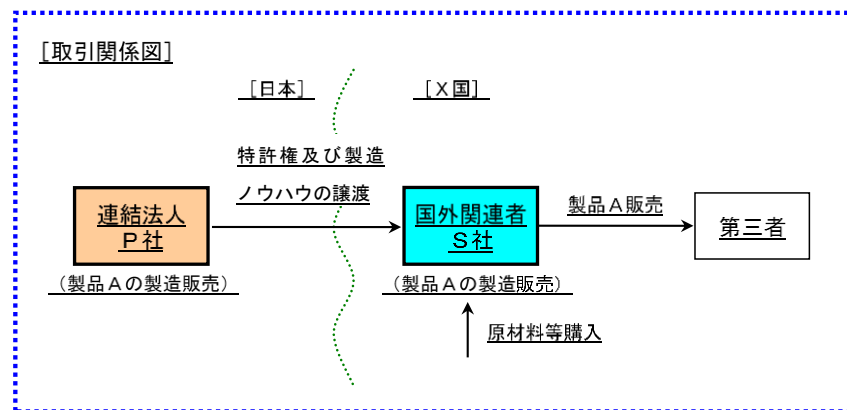 ［取引関係図］
［日本］
［Ｘ国］
特許権及び製造
ノウハウの譲渡
連結法人
Ｐ社
（製品Ａの製造販売）
国外関連者
Ｓ社
（製品Ａの製造販売）
製品Ａ販売
第三者
原材料等購入